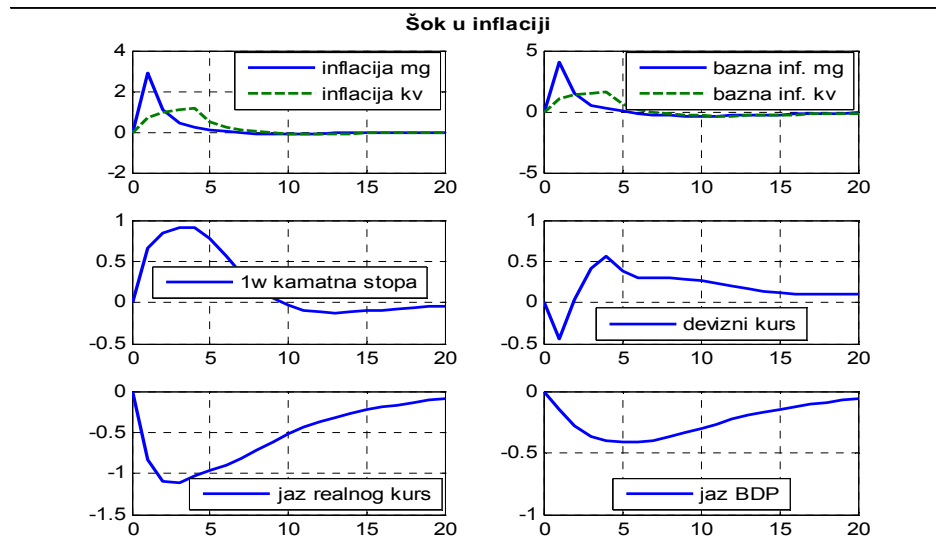 Šok u inflaciji
4
2
0
-2
0 5 10 15 20
inflacija mg
inflacija kv
5
0
-5
0 5 10 15 20
bazna inf. mg
bazna inf. kv
1
0.5
0
-0.5
0 5 10 15 20
1w kamatna stopa
1
0.5
0
-0.5
0 5 10 15 20
devizni kurs
0
-0.5
-1
-1.5
0 5 10 15 20
jaz realnog kurs
0
-0.5
-1
0 5 10 15 20
jaz BDP